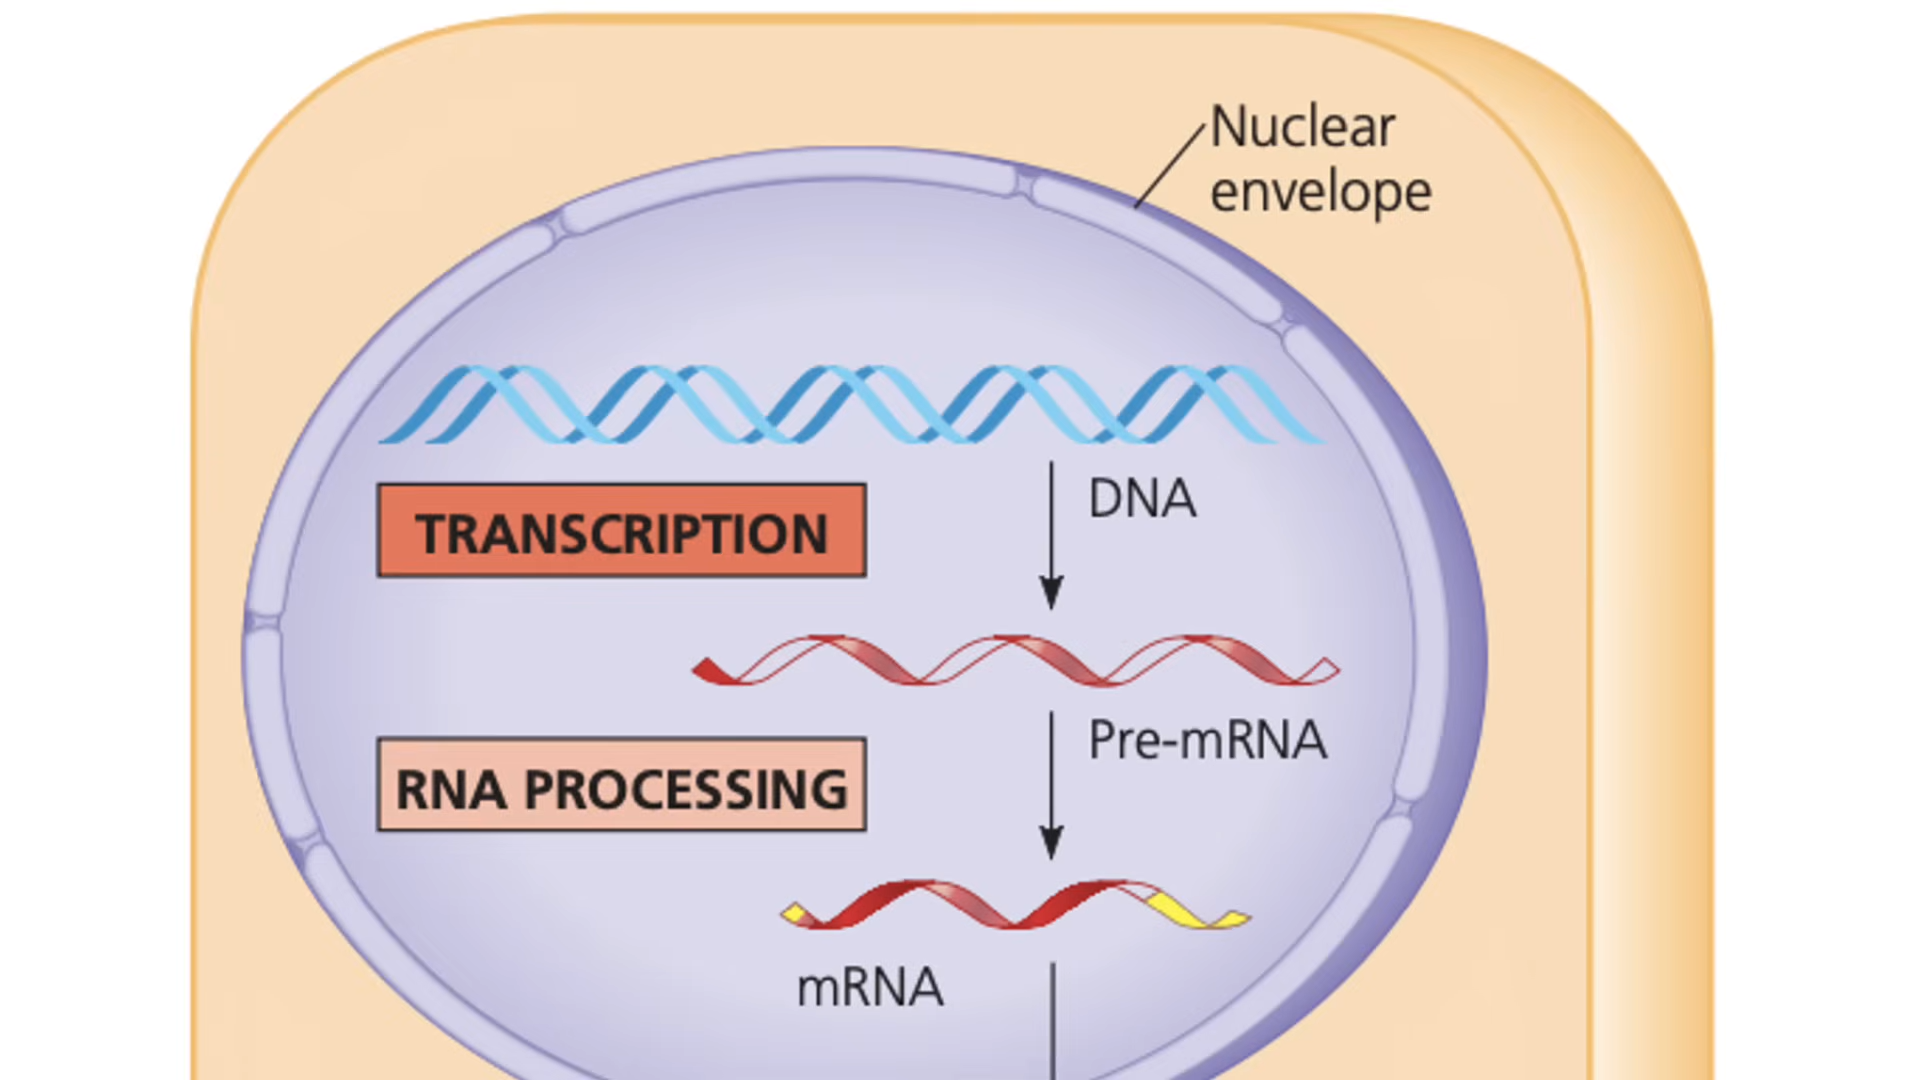 Nuclear
envelope
DNA
TRANSCRIPTION
Pre-mRNA
RNA PROCESSING
mRNA